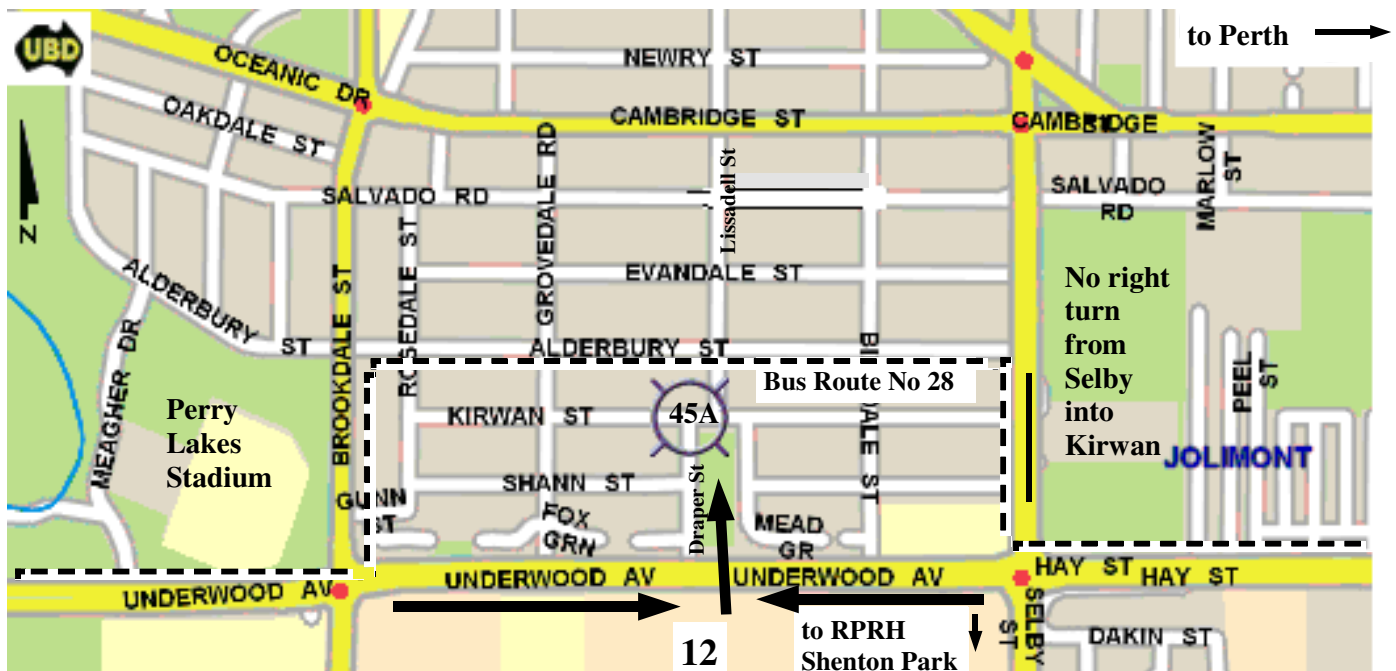 UBD
to Perth
OCEANIC DR
NEWRY ST
OAKDALE ST
CAMBRIDGE ST
CAMBRIDGE
ST
N
SALVADO RD
GROVEDALE RD
Lissadell St
SALVADO
RD
MARLOW
ST
ROSEDALE ST
EVANDALE ST
BROOKDALE ST
ALDERBURY
ST
ALDERBURY ST
MEAGHER DR
No right
turn
from
Selby
into
Kirwan
Bus Route No 28
Perry
Lakes
Stadium
KIRWAN ST
45A
PEEL
ST
JOLIMONT
GUNN
ST
SHANN ST
Draper St
FOX
GRN
MEAD
GR
UNDERWOOD AV
UNDERWOOD AV
UNDERWOOD AV
HAY ST
HAY ST
SELBY
ST
DAKIN ST
12
to RPRH
Shenton Park